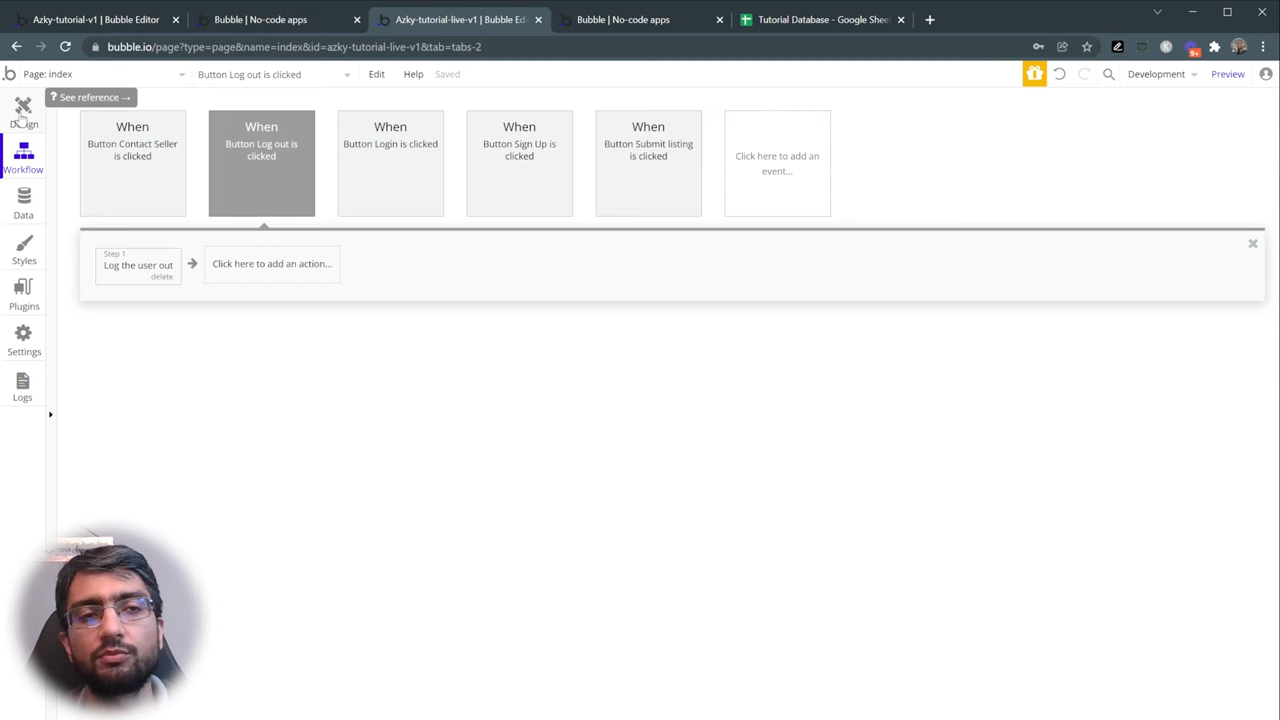 Azky-tutorial-v1 | Bubble Editor
Bubble | No-code apps
Azky-tutorial-live-v1 | Bubble Edi
Bubble | No-code apps
Tutorial Database - Google Shee
bubble.io/page?type=page&name=index&id=azky-tutorial-live-v1&tab=tabs-2
9+
Page: index
Button Log out is clicked
Edit
Help
Saved
Development
Preview
? See reference →
Design
Workflow
Data
Styles
Plugins
Settings
Logs
When
Button Contact Seller
is clicked
When
Button Log out is
clicked
When
Button Login is clicked
When
Button Sign Up is
clicked
When
Button Submit listing
is clicked
Click here to add an
event...
Step 1
Log the user out
delete
Click here to add an action...